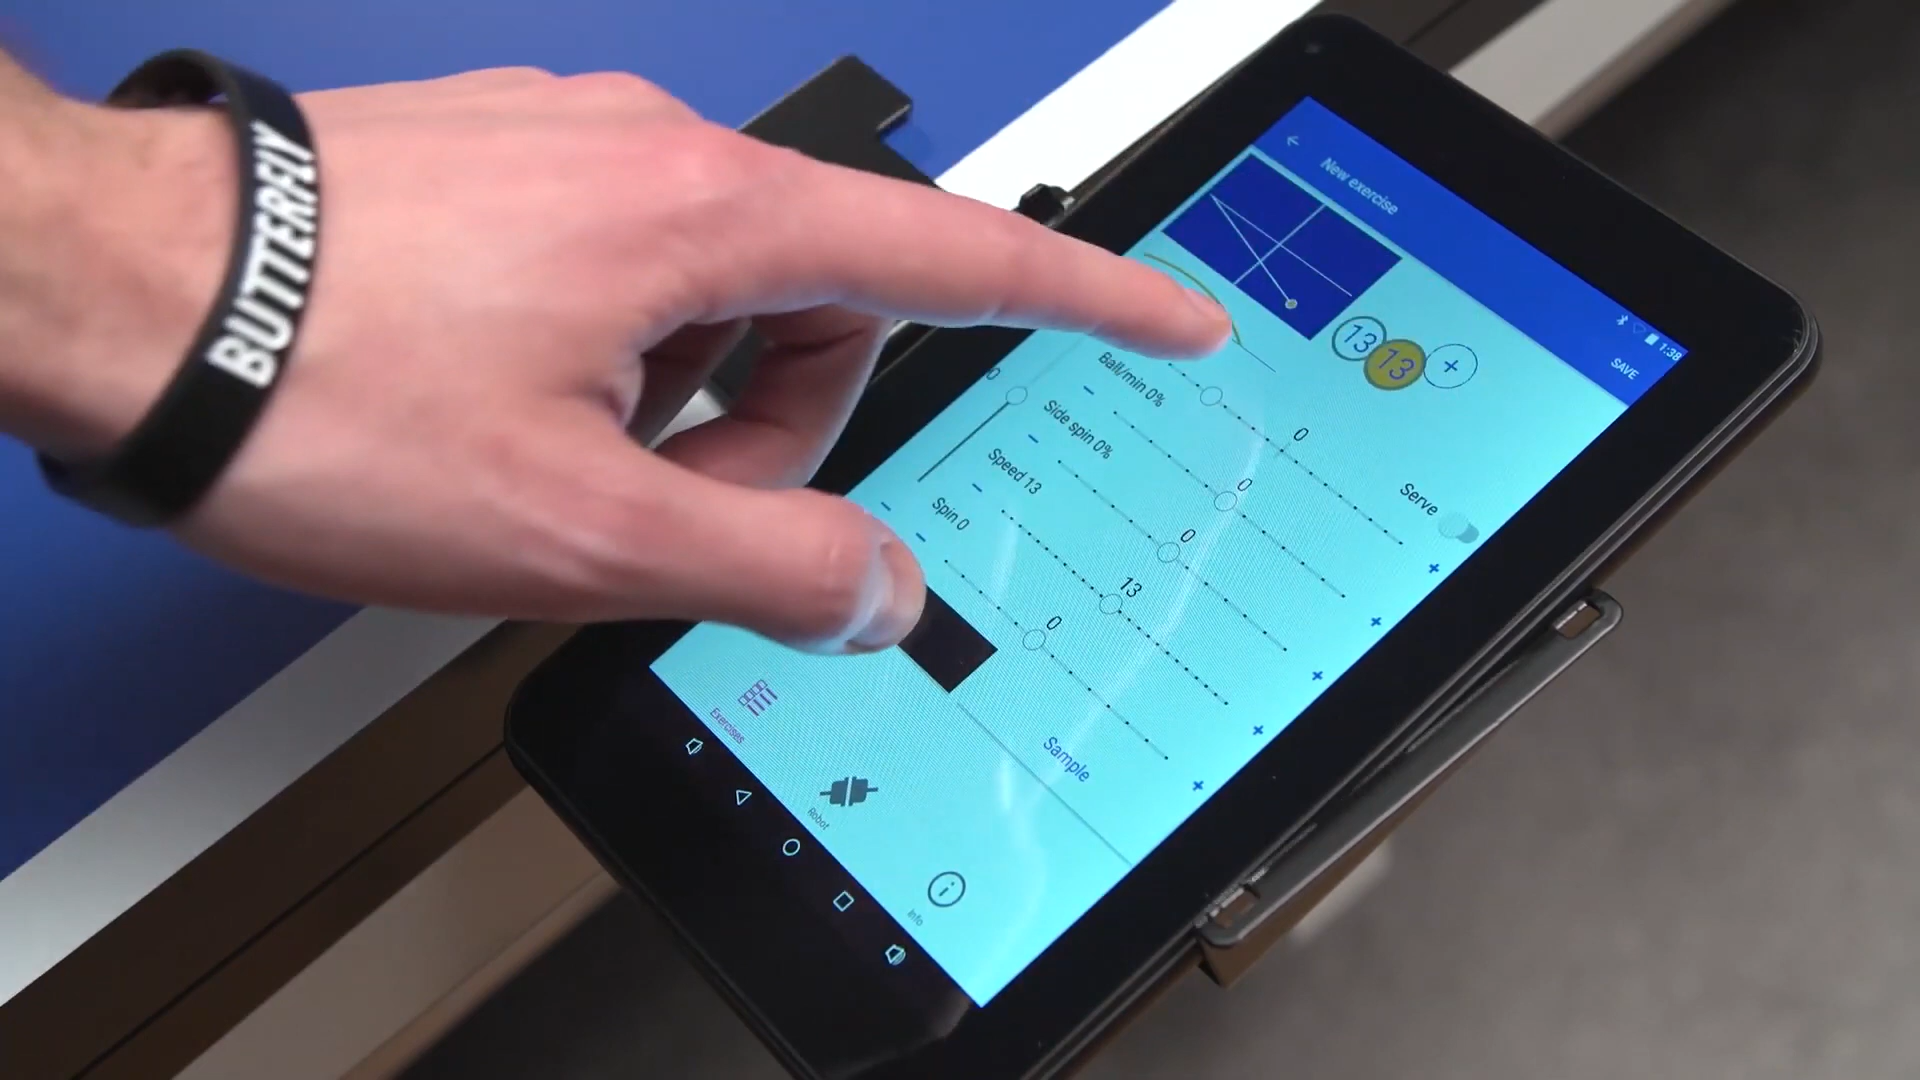 BUTTERFLY
New exercise
1:38
SAVE
13
13
+
Serve
0
Ball/min 0%
0
Side spin 0%
0
Speed 13
0
Spin 0
13
0
Sample
Exercises
Robot
Info